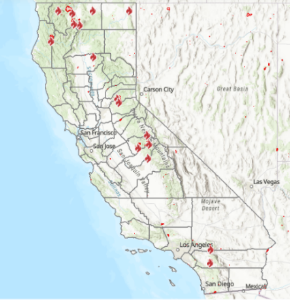 Carson City
Great Basin
San Francisco
San Jose
Las Vegas
Mojave
Desert
Los Angeles
San Diego
Mexicali